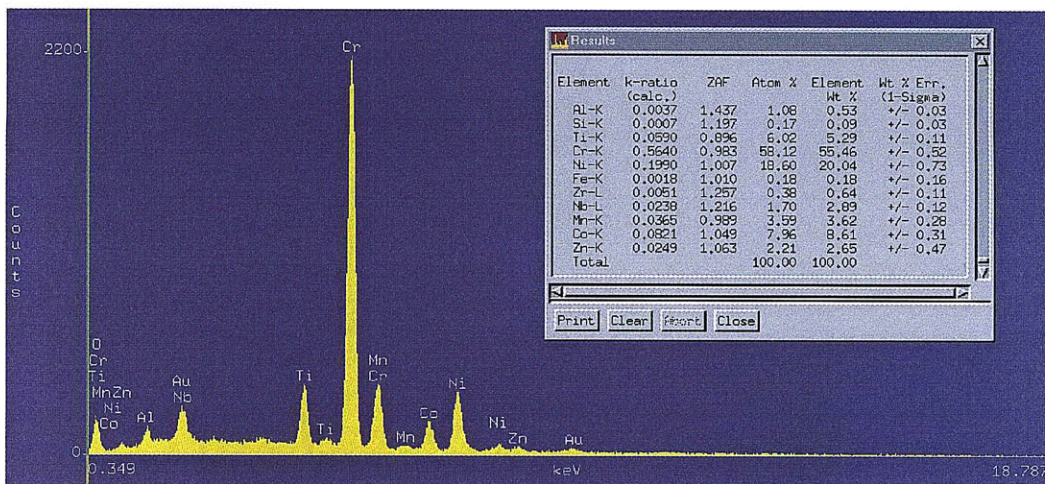 2200
Counts
0
0.349
keV
18.787
O
Cr
Ti
MnZn
Ni
Co
Al
Au
Nb
Ti
Ti
Cr
Mn
Cr
Mn
Co
Ni
Ni
Zn
Au
Results
Element k-ratio ZAF Atom % Element Wt % Err.
(calc.) Wt % (1-Sigma)
Al-K 0.0037 1.437 1.08 0.53 +/- 0.03
Si-K 0.0007 1.197 0.17 0.09 +/- 0.03
Ti-K 0.0590 0.896 6.02 5.29 +/- 0.11
Cr-K 0.5640 0.983 58.12 55.46 +/- 0.52
Ni-K 0.1990 1.007 18.60 20.04 +/- 0.73
Fe-K 0.0018 1.010 0.18 0.18 +/- 0.16
Zr-L 0.0051 1.257 0.38 0.64 +/- 0.11
Nb-L 0.0238 1.216 1.70 2.89 +/- 0.12
Mn-K 0.0365 0.989 3.59 3.62 +/- 0.28
Co-K 0.0821 1.049 7.96 8.61 +/- 0.31
Zn-K 0.0249 1.063 2.21 2.65 +/- 0.47
Total 100.00 100.00
Print Clear Abort Close